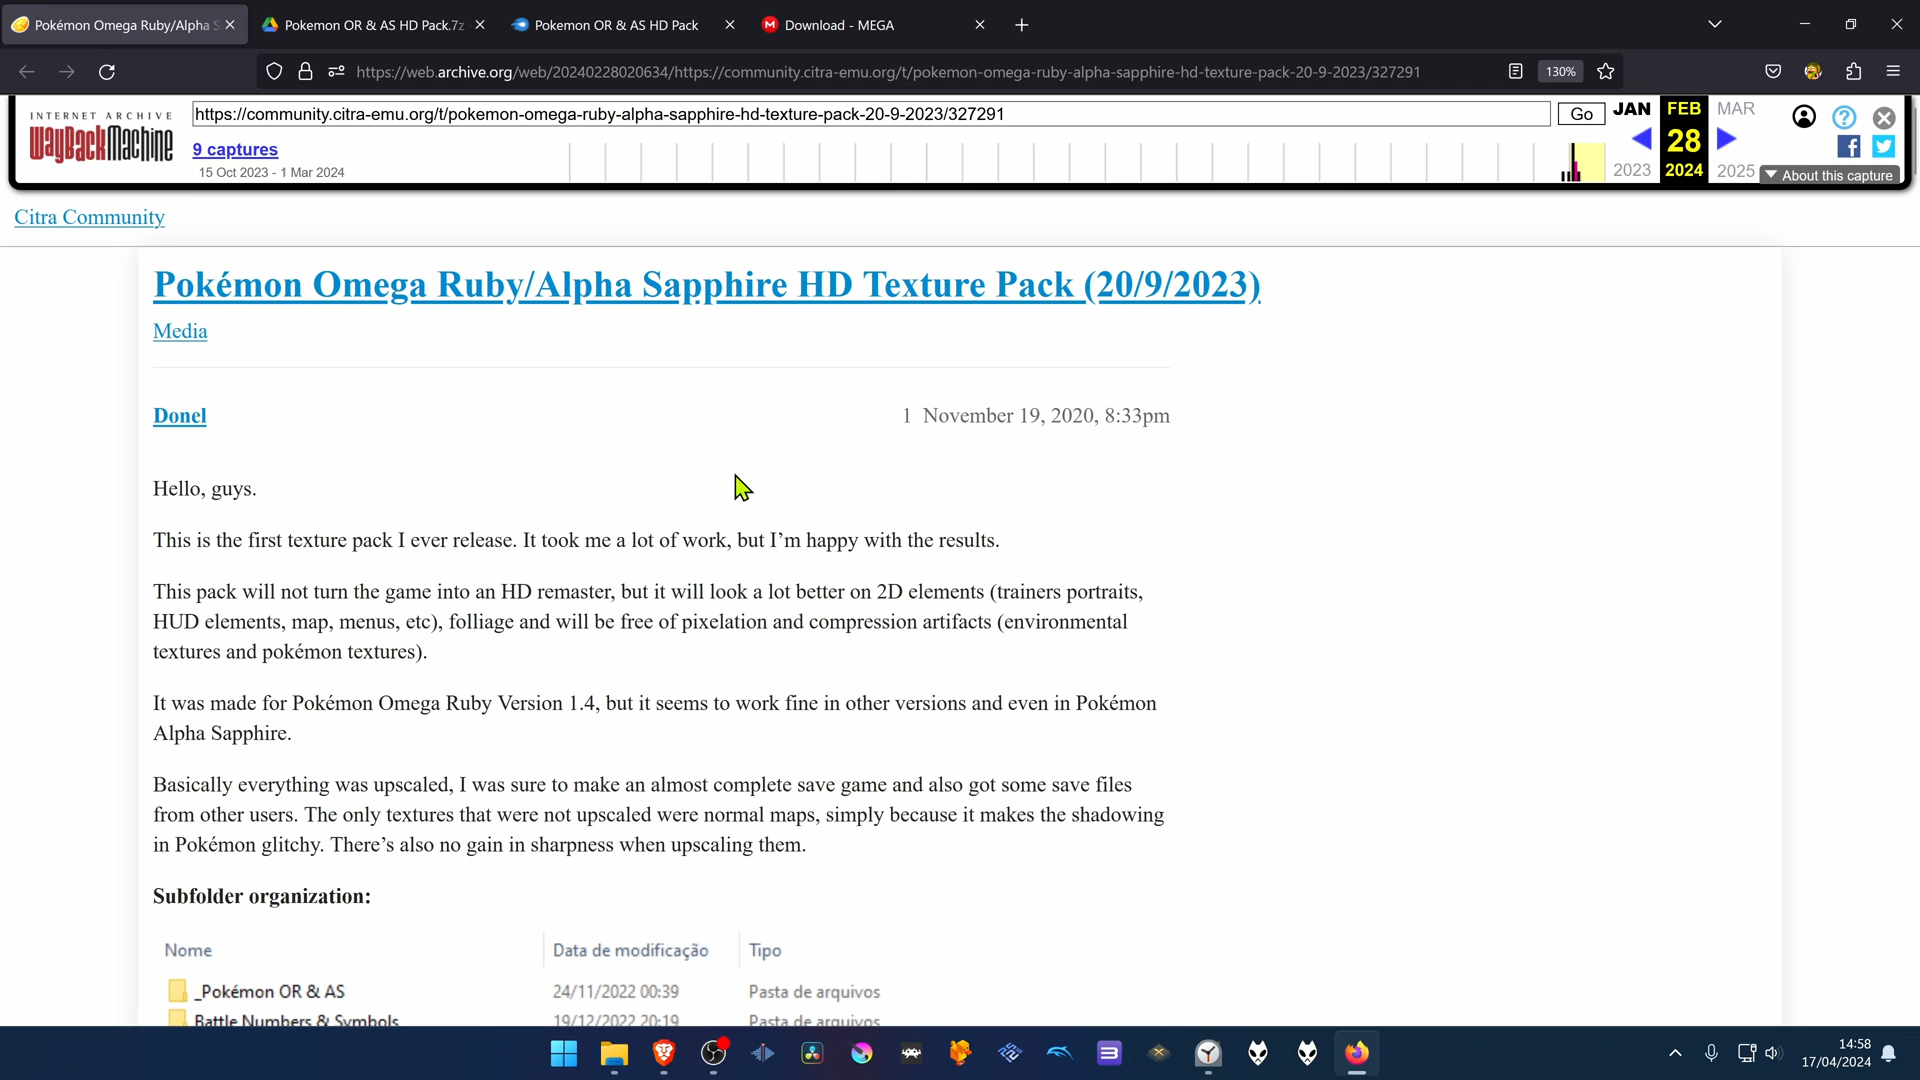 Pokémon Omega Ruby/Alpha S
Pokemon OR & AS HD Pack.7z
Pokemon OR & AS HD Pack
Download - MEGA
https://web.archive.org/web/20240228020634/https://community.citra-emu.org/t/pokemon-omega-ruby-alpha-sapphire-hd-texture-pack-20-9-2023/327291
130%
INTERNET ARCHIVE
WayBackMachine
https://community.citra-emu.org/t/pokemon-omega-ruby-alpha-sapphire-hd-texture-pack-20-9-2023/327291
Go
JAN
FEB
MAR
9 captures
28
15 Oct 2023 - 1 Mar 2024
2023
2024
2025
About this capture
Citra Community
Pokémon Omega Ruby/Alpha Sapphire HD Texture Pack (20/9/2023)
Media
Donel
1 November 19, 2020, 8:33pm
Hello, guys.
This is the first texture pack I ever release. It took me a lot of work, but I’m happy with the results.
This pack will not turn the game into an HD remaster, but it will look a lot better on 2D elements (trainers portraits,
HUD elements, map, menus, etc), folliage and will be free of pixelation and compression artifacts (environmental
textures and pokémon textures).
It was made for Pokémon Omega Ruby Version 1.4, but it seems to work fine in other versions and even in Pokémon
Alpha Sapphire.
Basically everything was upscaled, I was sure to make an almost complete save game and also got some save files
from other users. The only textures that were not upscaled were normal maps, simply because it makes the shadowing
in Pokémon glitchy. There’s also no gain in sharpness when upscaling them.
Subfolder organization:
Nome
Data de modificação
Tipo
_Pokémon OR & AS
24/11/2022 00:39
Pasta de arquivos
Battle Numbers & Symbols
19/12/2022 20:19
Pasta de arquivos
14:58
17/04/2024